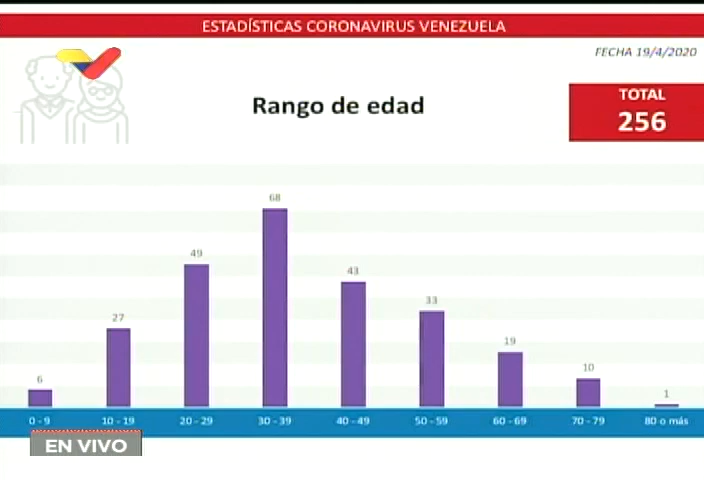 ESTADÍSTICAS CORONAVIRUS VENEZUELA
FECHA 19/4/2020
Rango de edad
TOTAL
256
68
49
43
33
27
19
10
6
1
0 - 9
10 - 19
20 - 29
30 - 39
40 - 49
50 - 59
60 - 69
70 - 79
80 o más
EN VIVO